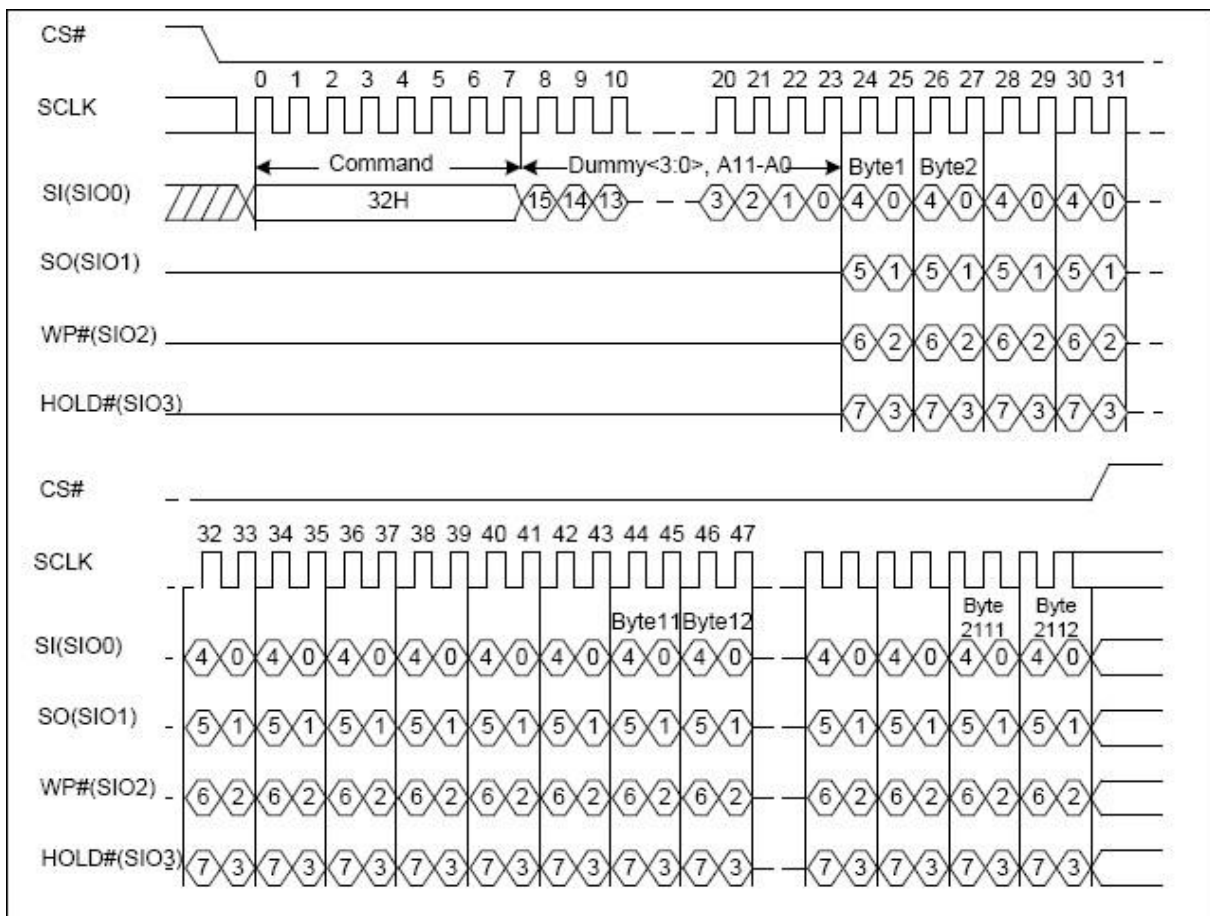 CS#
0 1 2 3 4 5 6 7 8 9 10 20 21 22 23 24 25 26 27 28 29 30 31
SCLK
Command Dummy<3:0>, A11-A0 Byte1 Byte2
SI(SIO0) 32H 15 14 13 3 2 1 0 4 0 4 0 4 0 4 0
SO(SIO1) 5 1 5 1 5 1 5 1
WP#(SIO2) 6 2 6 2 6 2 6 2
HOLD#(SIO3) 7 3 7 3 7 3 7 3
CS#
32 33 34 35 36 37 38 39 40 41 42 43 44 45 46 47
SCLK
Byte11 Byte12 Byte 2111 Byte 2112
SI(SIO0) 4 0 4 0 4 0 4 0 4 0 4 0 4 0 4 0 4 0 4 0 4 0 4 0
SO(SIO1) 5 1 5 1 5 1 5 1 5 1 5 1 5 1 5 1 5 1 5 1 5 1 5 1
WP#(SIO2) 6 2 6 2 6 2 6 2 6 2 6 2 6 2 6 2 6 2 6 2 6 2 6 2
HOLD#(SIO3) 7 3 7 3 7 3 7 3 7 3 7 3 7 3 7 3 7 3 7 3 7 3 7 3